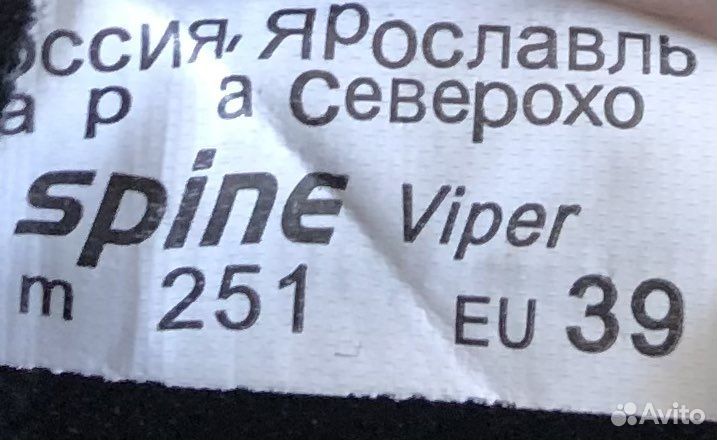 оссия, Ярославль
а р а Северохо
spine Viper
m 251 EU 39
Avito